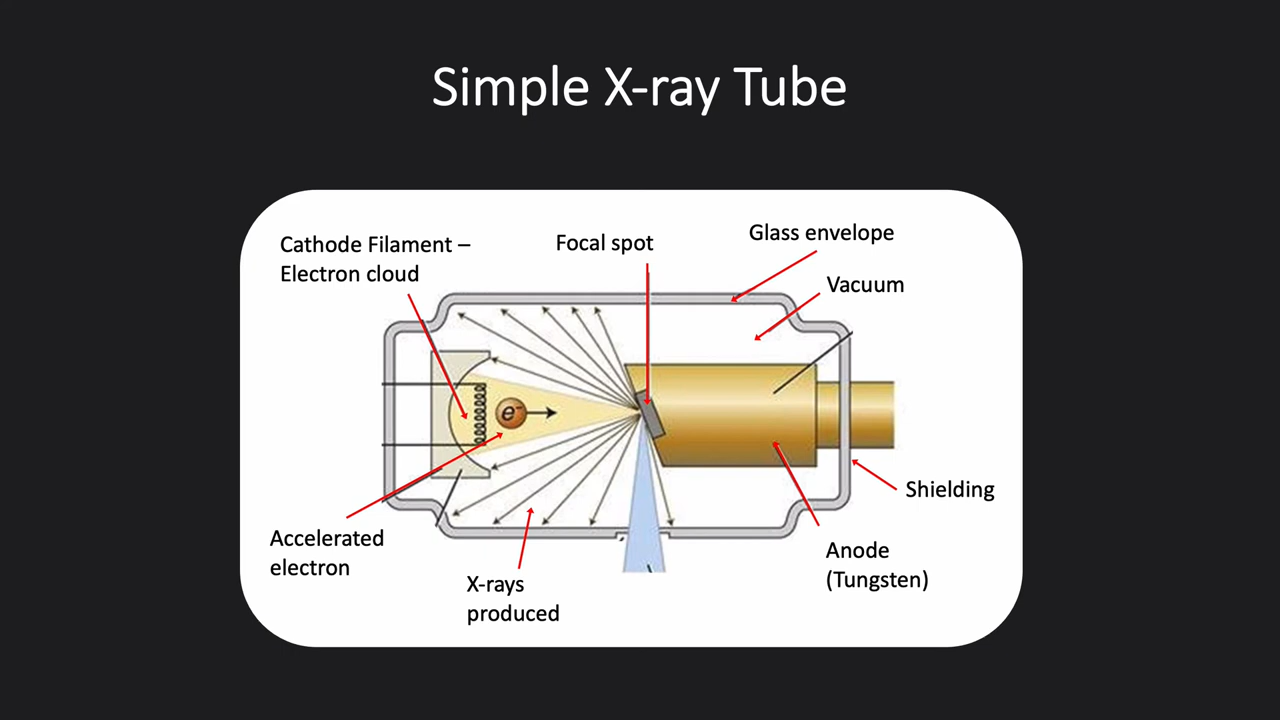 Simple X-ray Tube
Cathode Filament –
Electron cloud
Focal spot
Glass envelope
Vacuum
e-
Shielding
Accelerated
electron
Anode
(Tungsten)
X-rays
produced